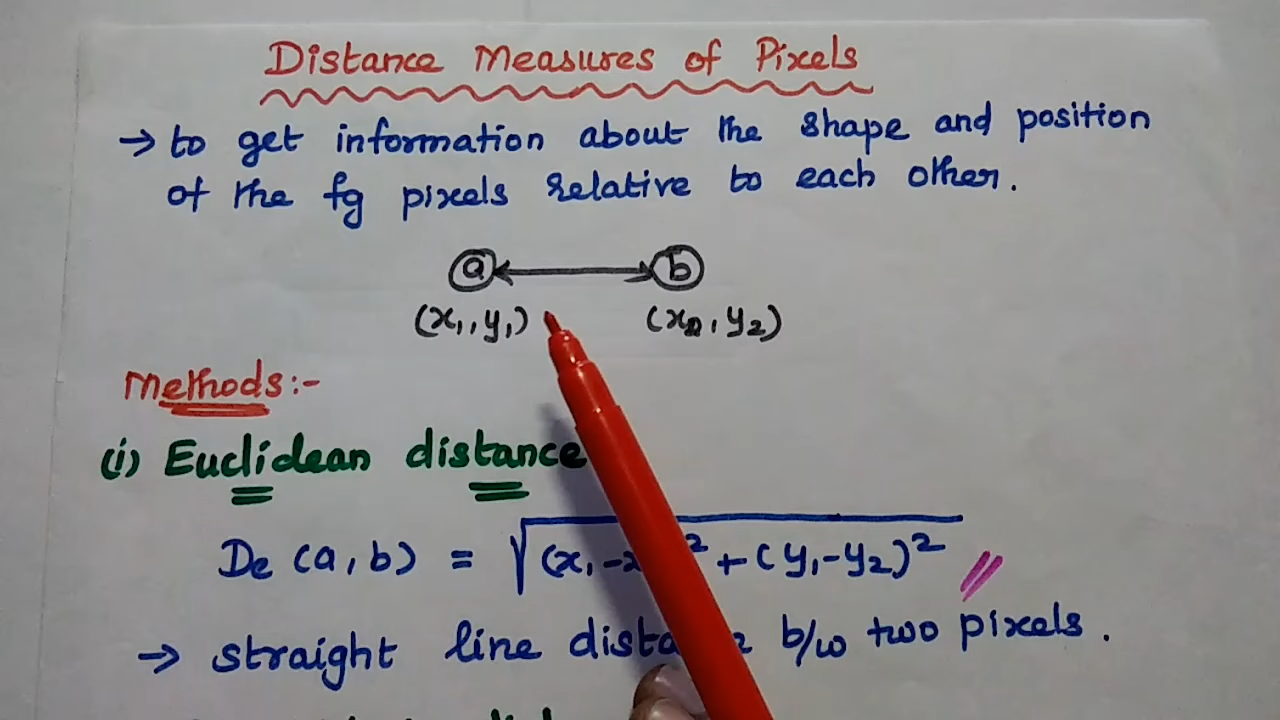 Distance Measures of Pixels
→ to get information about the shape and position
of the fg pixels relative to each other.
a b
(x₁, y₁) (x₂, y₂)
Methods:-
(i) Euclidean distance
De (a, b) = √(x₁ - ² + (y₁ - y₂)²
→ straight line b/w two pixels.